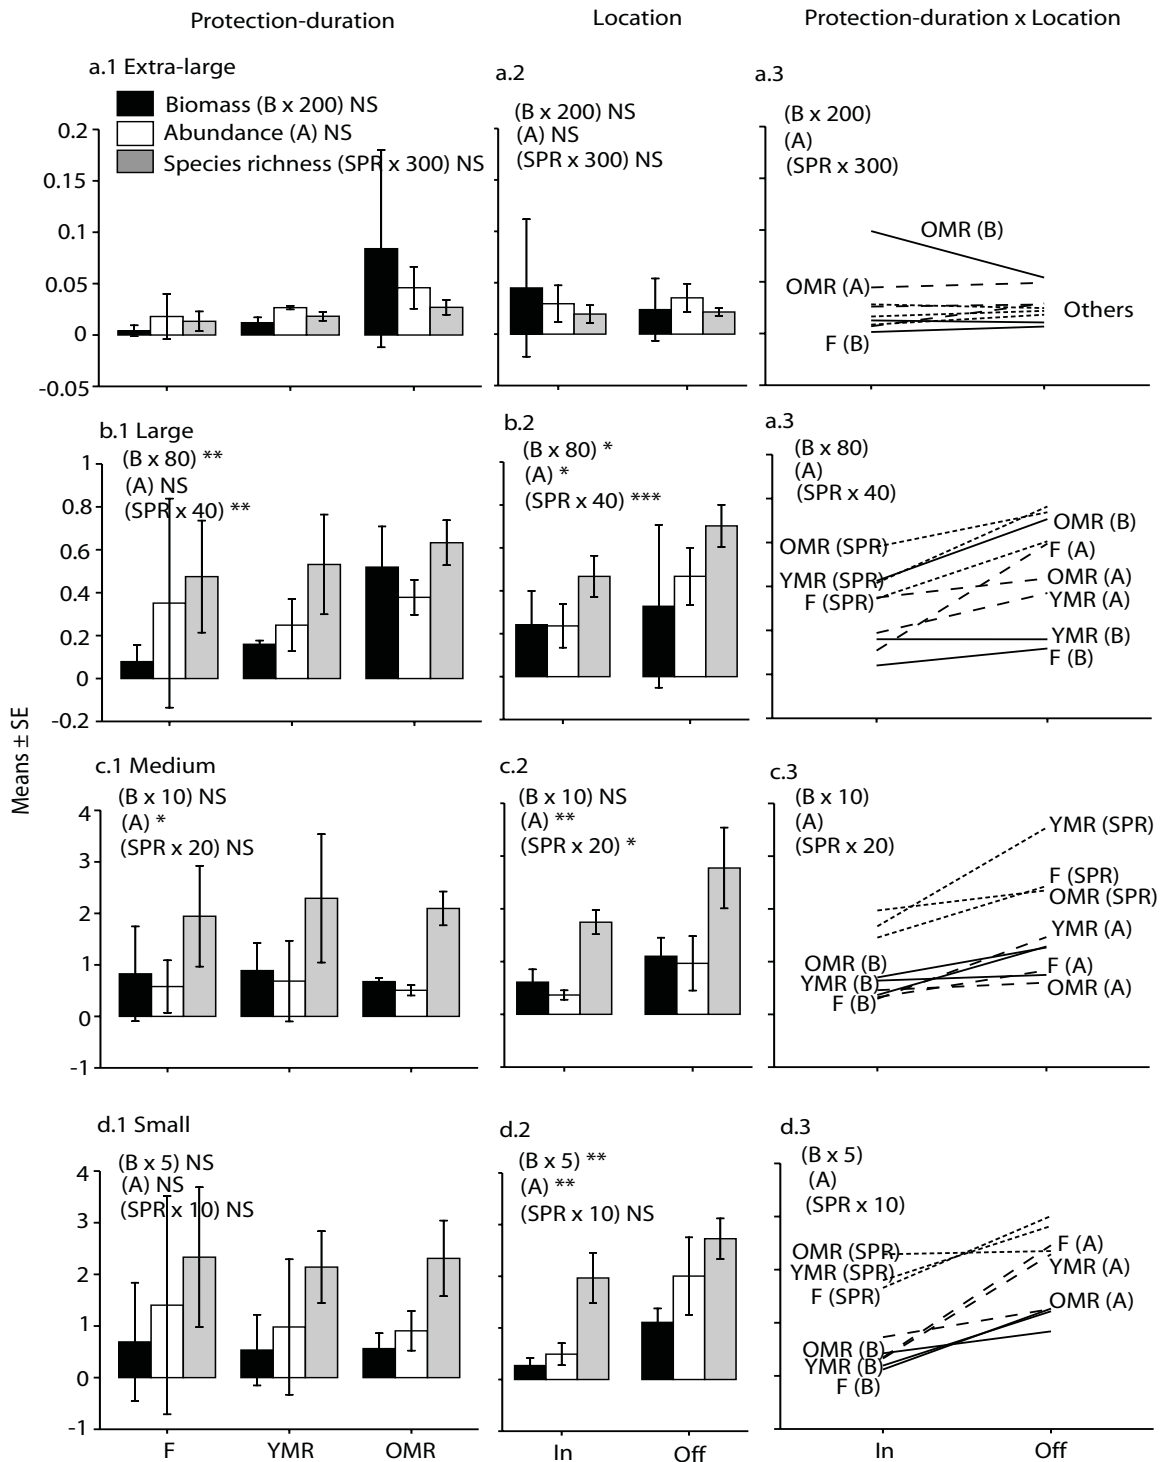 Protection-duration
Location
Protection-duration x Location
a.1 Extra-large
Biomass (B x 200) NS
Abundance (A) NS
Species richness (SPR x 300) NS
0.2
0.15
0.1
0.05
0
-0.05
a.2
(B x 200) NS
(A) NS
(SPR x 300) NS
a.3
(B x 200)
(A)
(SPR x 300)
OMR (B)
OMR (A)
Others
F (B)
b.1 Large
(B x 80) **
(A) NS
(SPR x 40) **
1
0.8
0.6
0.4
0.2
0
-0.2
b.2
(B x 80) *
(A) *
(SPR x 40) ***
a.3
(B x 80)
(A)
(SPR x 40)
OMR (SPR)
YMR (SPR)
F (SPR)
OMR (B)
F (A)
OMR (A)
YMR (A)
YMR (B)
F (B)
Means ± SE
c.1 Medium
(B x 10) NS
(A) *
(SPR x 20) NS
4
3
2
1
0
-1
c.2
(B x 10) NS
(A) **
(SPR x 20) *
c.3
(B x 10)
(A)
(SPR x 20)
YMR (SPR)
F (SPR)
OMR (SPR)
YMR (A)
F (A)
OMR (A)
OMR (B)
YMR (B)
F (B)
d.1 Small
(B x 5) NS
(A) NS
(SPR x 10) NS
4
3
2
1
0
-1
F
YMR
OMR
d.2
(B x 5) **
(A) **
(SPR x 10) NS
In
Off
d.3
(B x 5)
(A)
(SPR x 10)
OMR (SPR)
YMR (SPR)
F (SPR)
F (A)
YMR (A)
OMR (A)
OMR (B)
YMR (B)
F (B)
In
Off